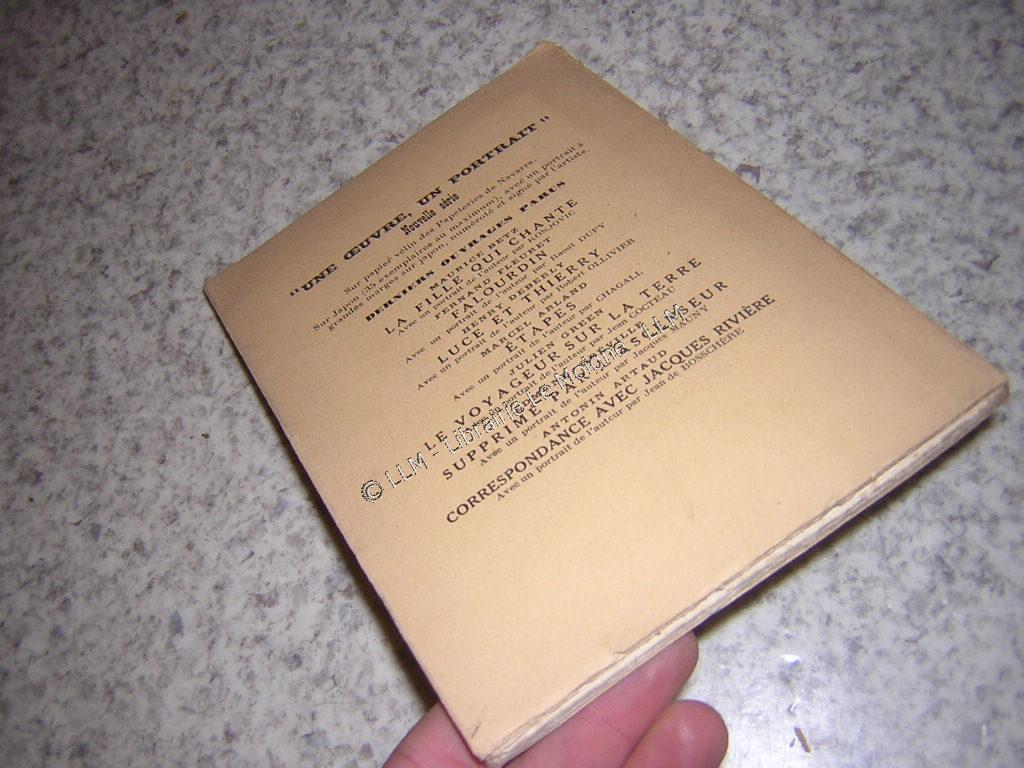 "UNE ŒUVRE, UN PORTRAIT"
Nouvelle série
Sur papier vélin des Papeteries de Navarre.
Sur Japon (35 exemplaires au maximum), avec un portrait à
grandes marges sur japon, numéroté et signé par l'artiste.
DERNIERS OUVRAGES PARUS
MAURICE BETZ
LA FILLE QUI CHANTE
Avec un portrait de l'auteur par KOSJOVIC
FERNAND FLEURET
FALOURDIN
Avec un portrait de l'auteur par Raoul DUFY
HENRY DEBERLY
LUCE ET THIERRY
Avec un portrait de l'auteur par Robert OLLIVIER
MARCEL ARLAND
ÉTAPES
Avec un portrait de l'auteur par CHAGALL
JULIEN GREEN
LE VOYAGEUR SUR LA TERRE
Avec un portrait de l'auteur par Jean COCTEAU
SUPPRIMÉ
Avec un portrait de l'auteur par Jacques MAUNY
ANTONIN ARTAUD
CORRESPONDANCE AVEC JACQUES RIVIÈRE
Avec un portrait de l'auteur par Jean de BOSSCHÈRE
© LLM - Librairie Le Moigne's LLM